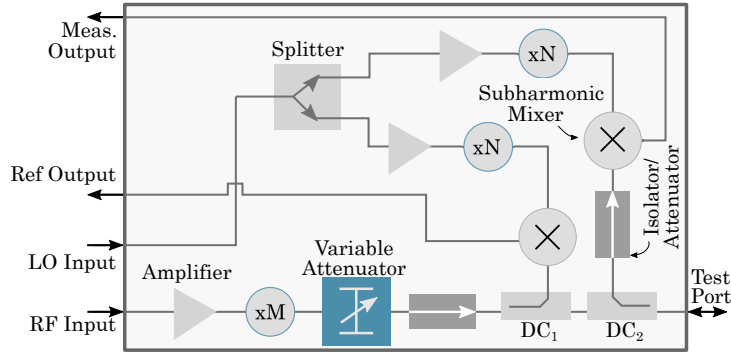 Meas.
Output
Splitter
xN
Subharmonic
Mixer
xN
Ref Output
Isolator/
Attenuator
LO Input
Amplifier
Variable
Attenuator
Test
Port
xM
RF Input
DC1
DC2